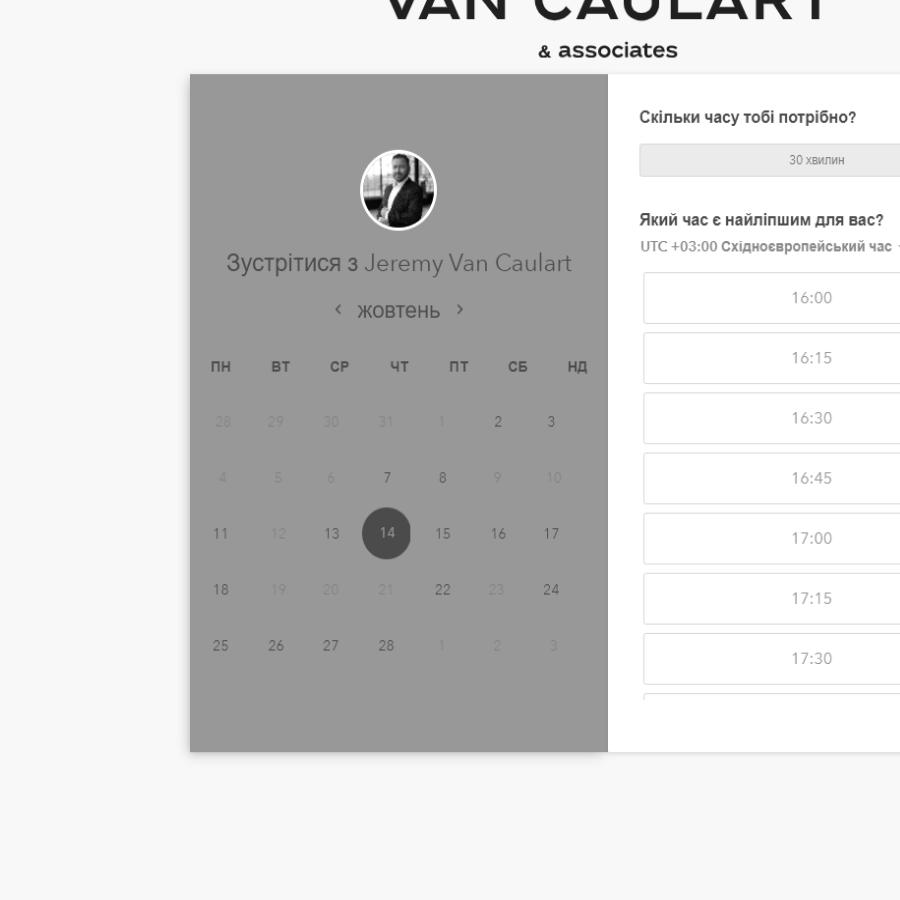 VAN CAULART
& associates
Зустрітися з Jeremy Van Caulart
жовтень
ПН ВТ СР ЧТ ПТ СБ НД
28 29 30 31 1 2 3
4 5 6 7 8 9 10
11 12 13 14 15 16 17
18 19 20 21 22 23 24
25 26 27 28 1 2 3
Скільки часу тобі потрібно?
30 хвилин
Який час є найліпшим для вас?
UTC +03:00 Східноєвропейський час
16:00
16:15
16:30
16:45
17:00
17:15
17:30